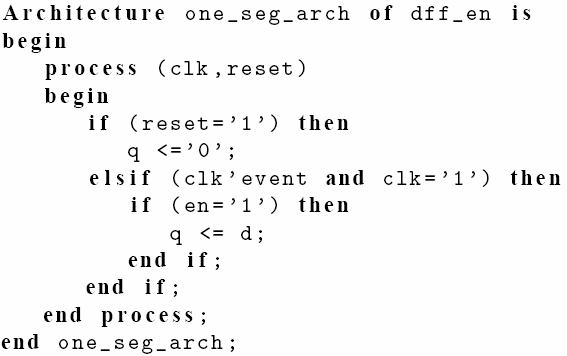 Architecture one_seg_arch of dff_en is
begin
   process (clk,reset)
   begin
      if (reset='1') then
         q <='0';
      elsif (clk'event and clk='1') then
         if (en='1') then
            q <= d;
         end if;
      end if;
   end process;
end one_seg_arch;